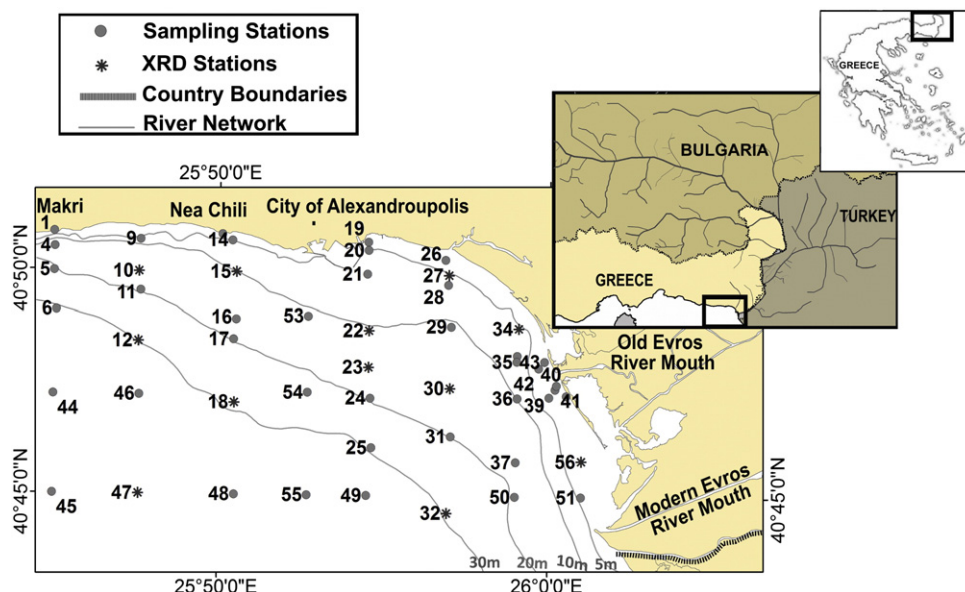 Sampling Stations
XRD Stations
Country Boundaries
River Network
GREECE
BULGARIA
TURKEY
GREECE
25°50'0"E
Makri
Nea Chili
City of Alexandroupolis
1
4
5
6
9
10
11
12
14
15
16
17
18
19
20
21
22
23
24
25
26
27
28
29
30
31
32
34
35
43
40
42
36
39
41
37
56
50
51
53
54
44
46
45
47
48
55
49
Old Evros
River Mouth
Modern Evros
River Mouth
40°50'0"N
40°45'0"N
40°45'0"N
30m
20m
10m
5m
25°50'0"E
26°0'0"E